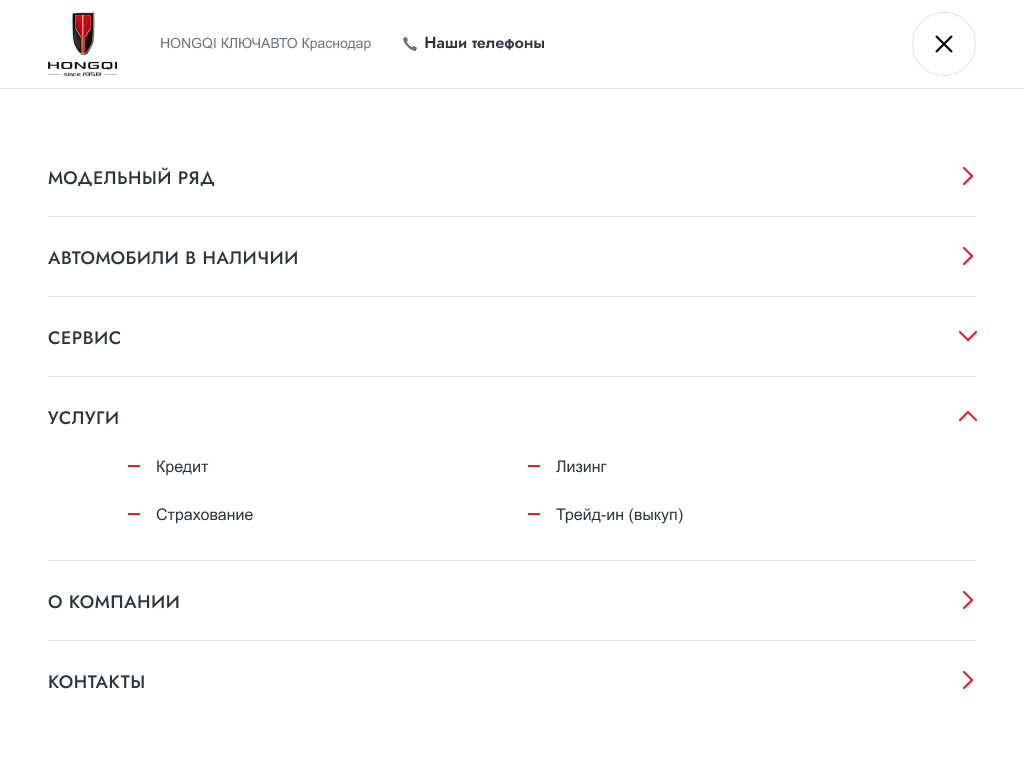 HONGQI
since 1958
HONGQI КЛЮЧАВТО Краснодар
Наши телефоны
МОДЕЛЬНЫЙ РЯД
АВТОМОБИЛИ В НАЛИЧИИ
СЕРВИС
УСЛУГИ
Кредит
Лизинг
Страхование
Трейд-ин (выкуп)
О КОМПАНИИ
КОНТАКТЫ